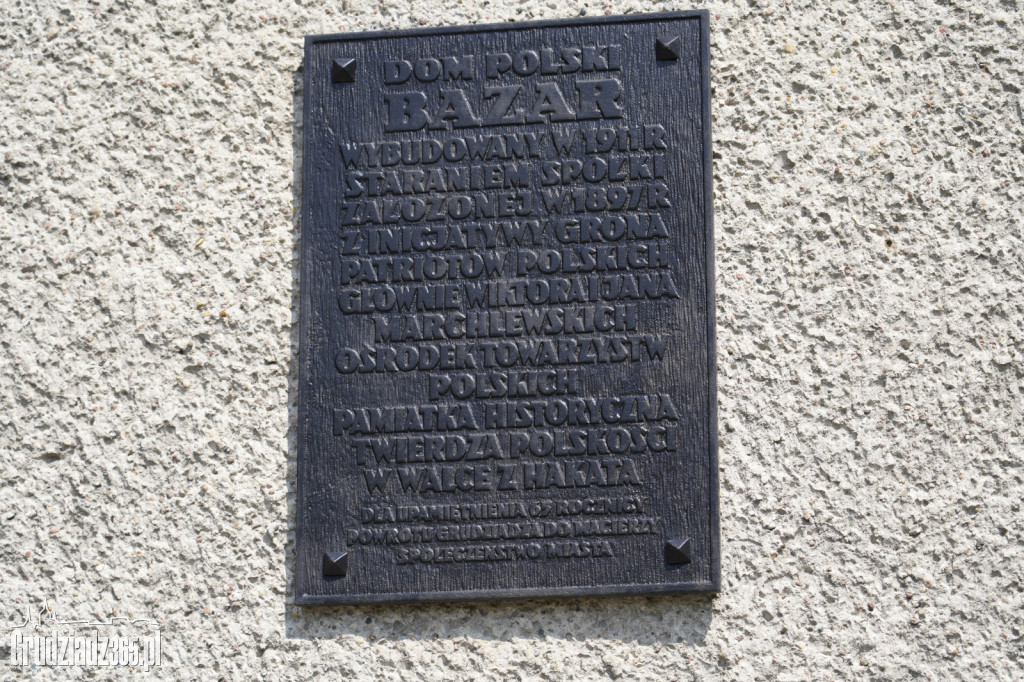 DOM POLSKI
BAZAR
WYBUDOWANY W 1911 R
STARANIEM SPÓŁKI
ZAŁOŻONEJ W 1897 R
Z INICJATYWY GRONA
PATRIOTÓW POLSKICH
GŁÓWNIE WIKTORA I JANA
MARCHLEWSKICH
OŚRODEK TOWARZYSTW
POLSKICH
PAMIĄTKA HISTORYCZNA
TWIERDZA POLSKOŚCI
W WALCE Z HAKATĄ
DLA UPAMIĘTNIENIA 69 ROCZNICY
POWROTU GRUDZIĄDZA DO MACIERZY
SPOŁECZEŃSTWO MIASTA
Grudziadz365.pl